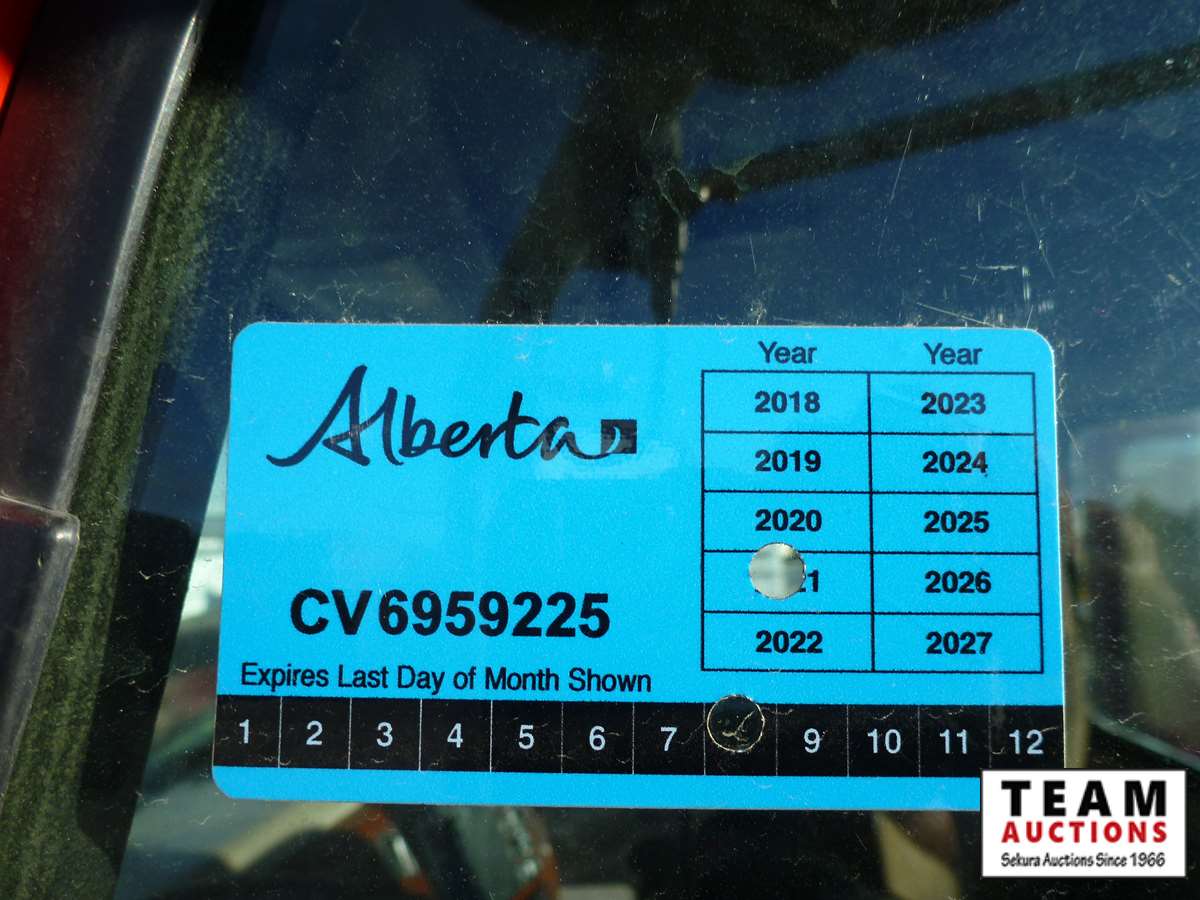 Alberta
CV6959225
Expires Last Day of Month Shown
Year Year
2018 2023
2019 2024
2020 2025
1 2026
2022 2027
1 2 3 4 5 6 7 9 10 11 12
TEAM
AUCTIONS
Sekura Auctions Since 1966